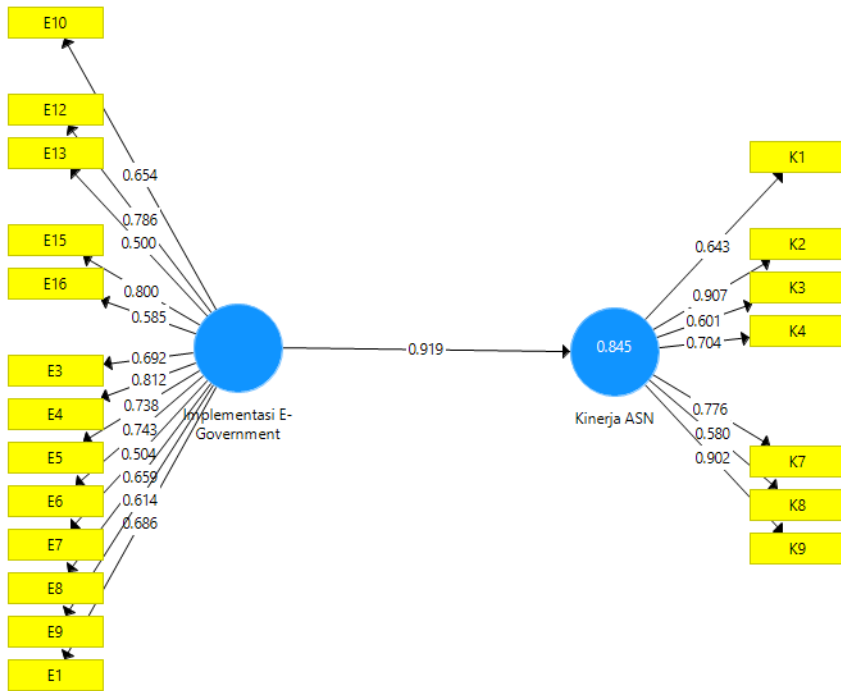 E10
E12
E13
E15
E16
E3
E4
E5
E6
E7
E8
E9
E1
0.654
0.786
0.500
0.800
0.585
0.692
0.812
0.738
0.743
0.504
0.659
0.614
0.686
Implementasi E-
Government
0.919
0.845
Kinerja ASN
0.643
0.907
0.601
0.704
0.776
0.580
0.902
K1
K2
K3
K4
K7
K8
K9